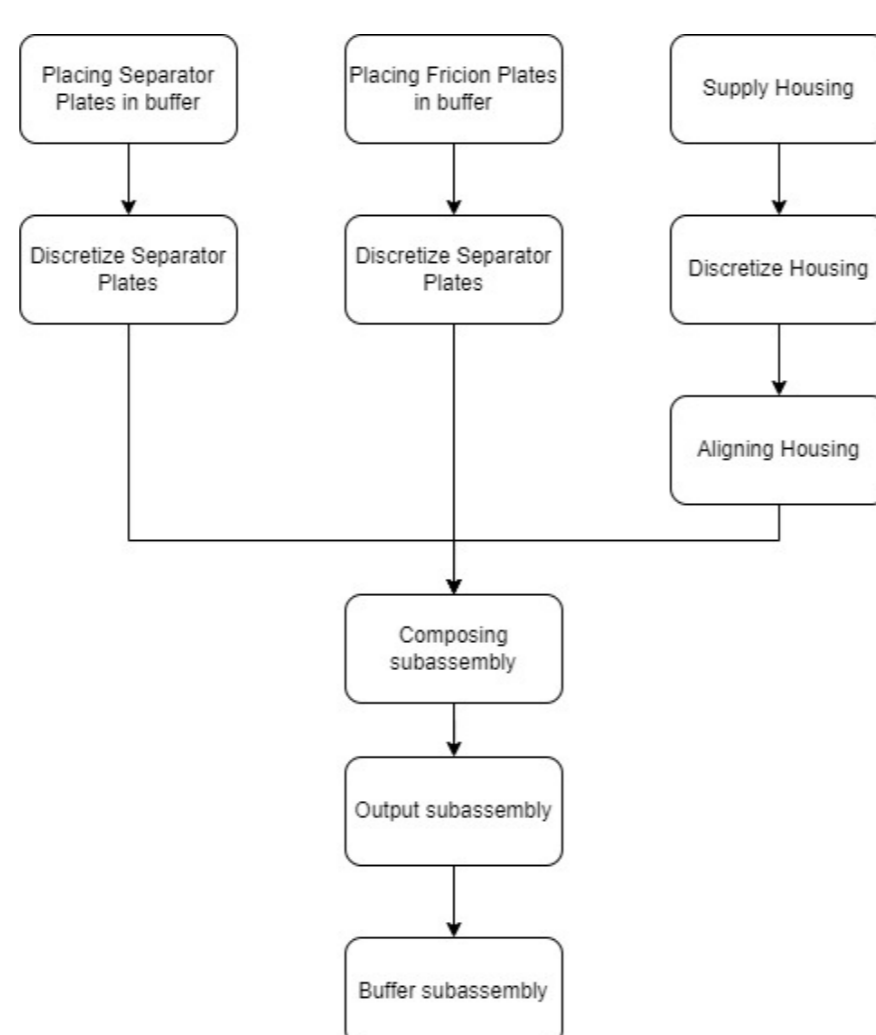 Placing Separator
Plates in buffer
Placing Fricion Plates
in buffer
Supply Housing
Discretize Separator
Plates
Discretize Separator
Plates
Discretize Housing
Aligning Housing
Composing
subassembly
Output subassembly
Buffer subassembly